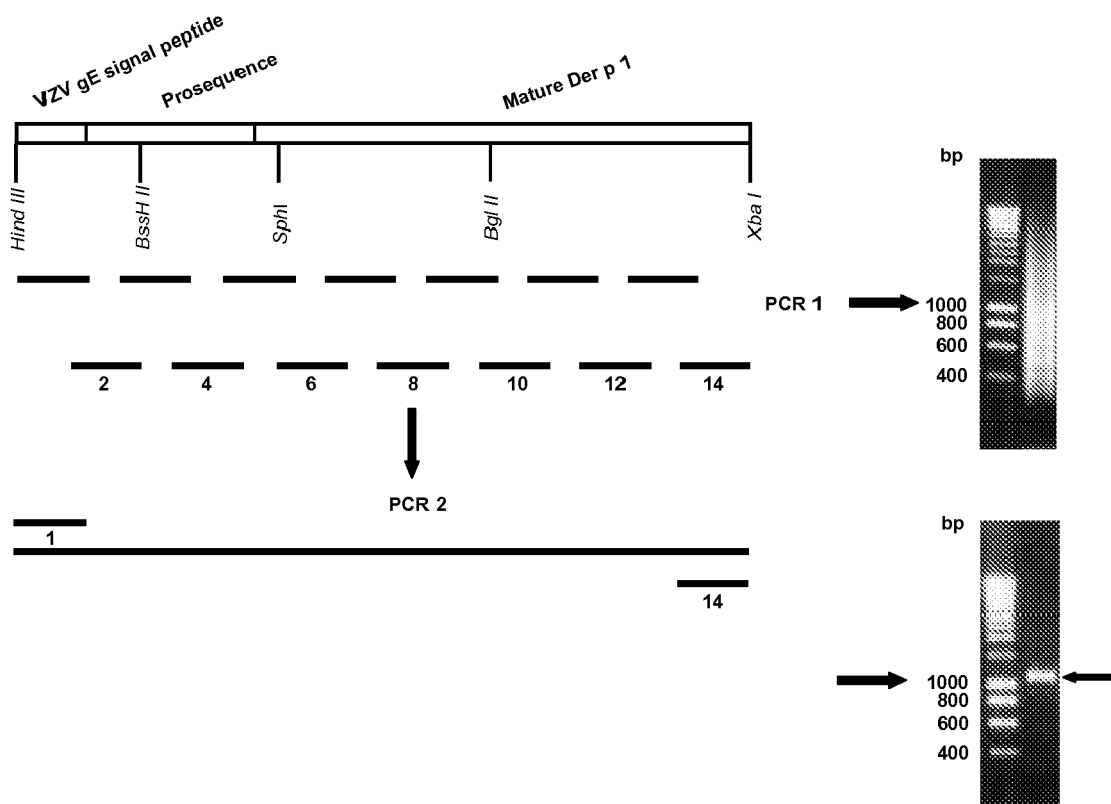 VZV gE signal peptide
Prosequence
Mature Der p 1
Hind III
BssH II
SphI
Bgl II
Xba I
2
4
6
8
10
12
14
PCR 1
bp
1000
800
600
400
PCR 2
1
14
bp
1000
800
600
400